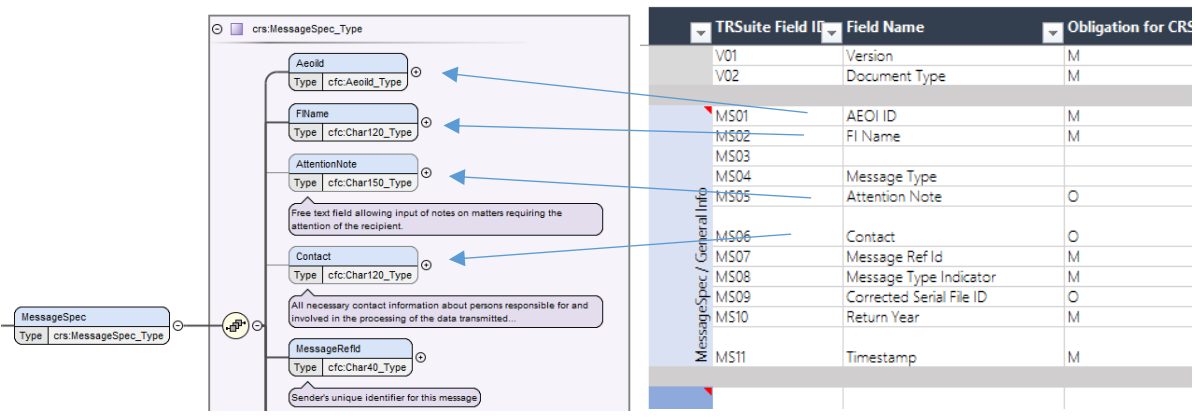 crs:MessageSpec_Type
AeoiId
Type cfc:AeoiId_Type
FIName
Type cfc:Char120_Type
AttentionNote
Type cfc:Char150_Type
Free text field allowing input of notes on matters requiring the
attention of the recipient.
Contact
Type cfc:Char120_Type
All necessary contact information about persons responsible for and
involved in the processing of the data transmitted...
MessageSpec
Type crs:MessageSpec_Type
MessageRefId
Type cfc:Char40_Type
Sender's unique identifier for this message
TRSuite Field ID Field Name Obligation for CRS
V01 Version M
V02 Document Type M
MessageSpec / General Info
MS01 AEOI ID M
MS02 FI Name M
MS03
MS04 Message Type
MS05 Attention Note O
MS06 Contact O
MS07 Message Ref Id M
MS08 Message Type Indicator M
MS09 Corrected Serial File ID O
MS10 Return Year M
MS11 Timestamp M